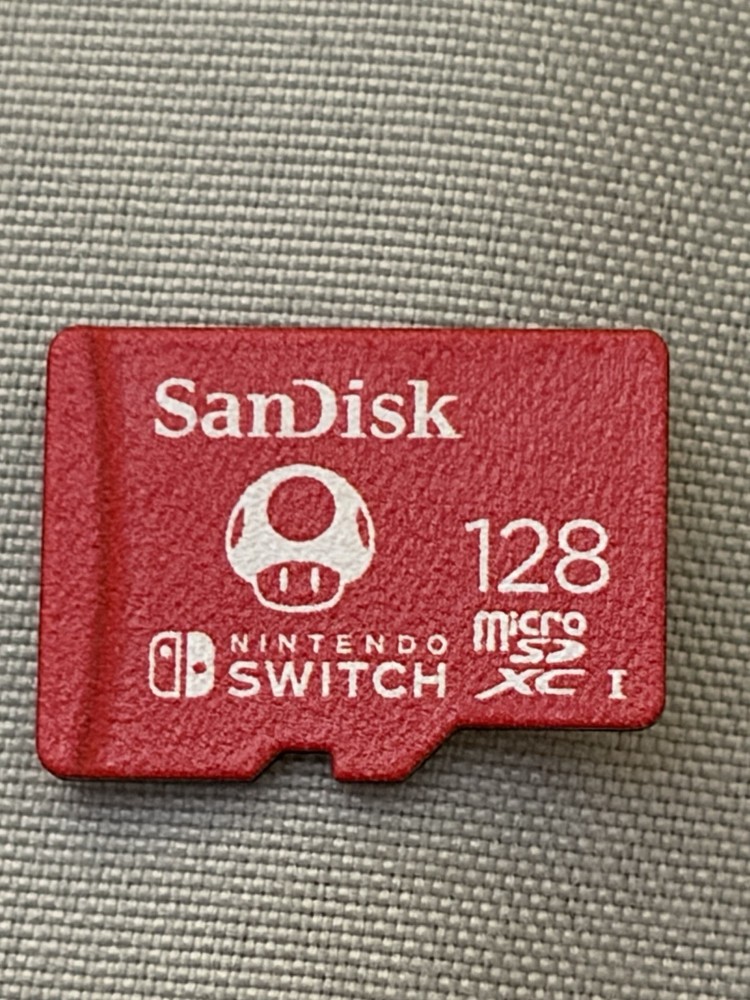 SanDisk
128
NINTENDO
SWITCH
micro
SD
XC I